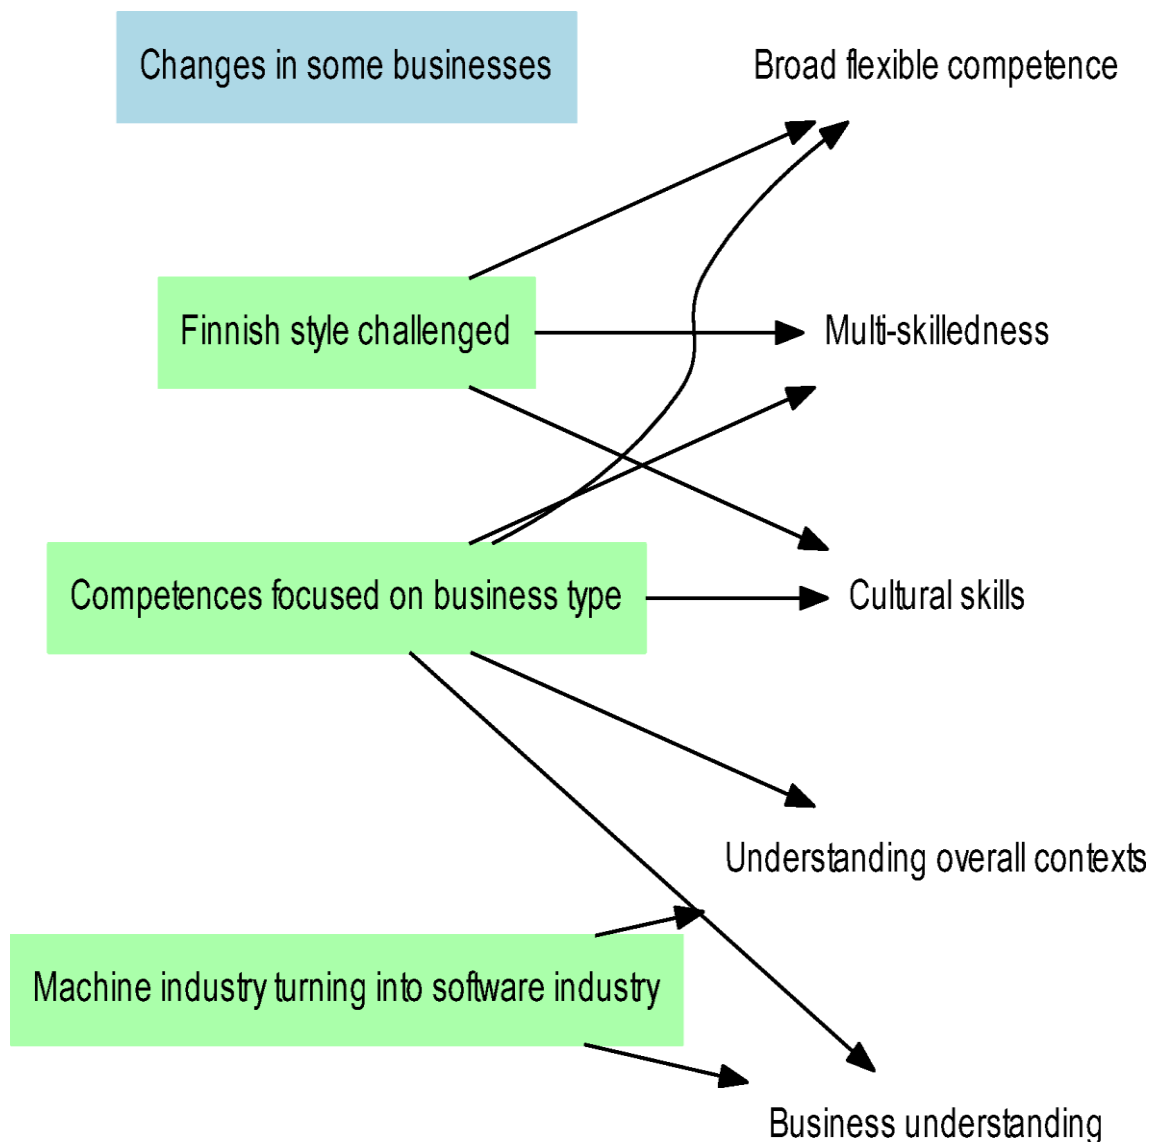 Changes in some businesses
Broad flexible competence
Finnish style challenged
Multi-skilledness
Competences focused on business type
Cultural skills
Understanding overall contexts
Machine industry turning into software industry
Business understanding